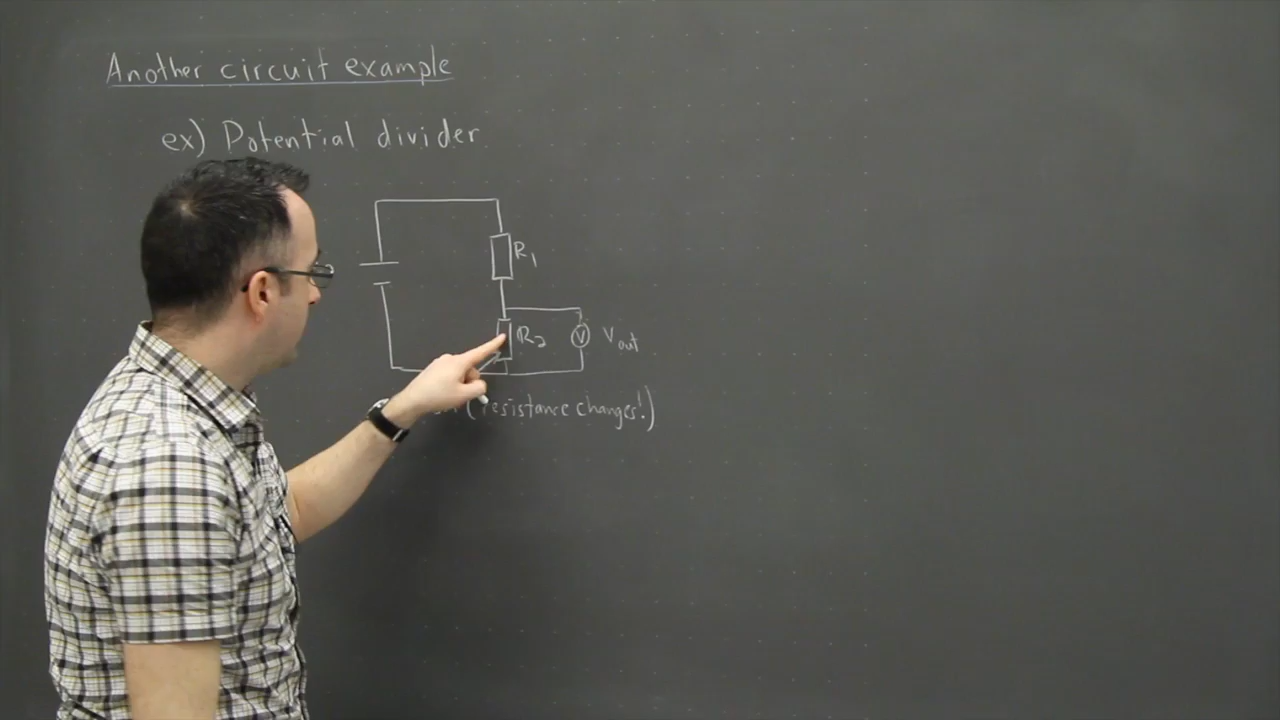 Another circuit example
ex) Potential divider
R1
R2
V
Vout
(resistance changes!)